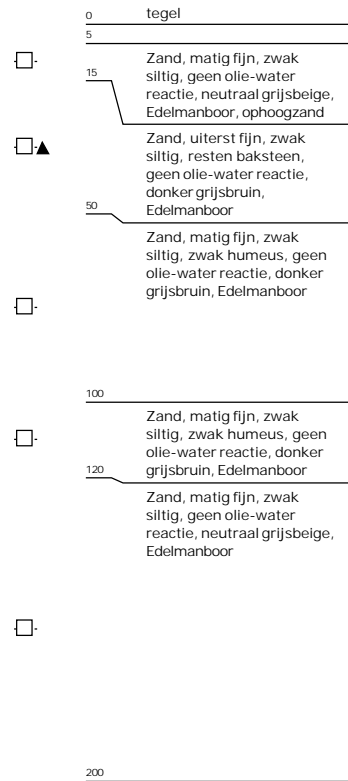 0 tegel
5
Zand, matig fijn, zwak
siltig, geen olie-water
15
reactie, neutraal grijsbeige,
Edelmanboor, ophoogzand
Zand, uiterst fijn, zwak
siltig, resten baksteen,
geen olie-water reactie,
donker grijsbruin,
50
Edelmanboor
Zand, matig fijn, zwak
siltig, zwak humeus, geen
olie-water reactie, donker
grijsbruin, Edelmanboor
100
Zand, matig fijn, zwak
siltig, zwak humeus, geen
olie-water reactie, donker
120
grijsbruin, Edelmanboor
Zand, matig fijn, zwak
siltig, geen olie-water
reactie, neutraal grijsbeige,
Edelmanboor
200